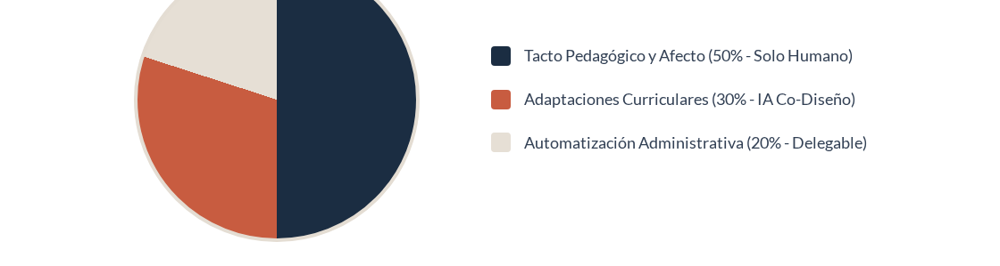 Tacto Pedagógico y Afecto (50% - Solo Humano)
Adaptaciones Curriculares (30% - IA Co-Diseño)
Automatización Administrativa (20% - Delegable)